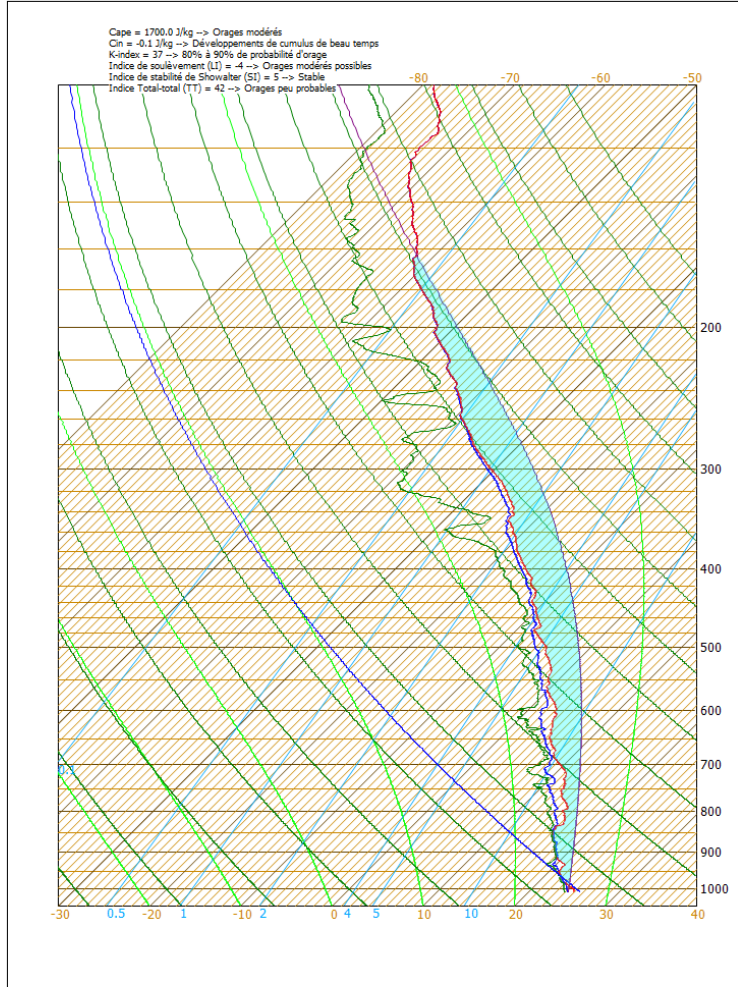 Cape = 1700.0 J/kg --> Orages modérés
Cin = -0.1 J/kg --> Développements de cumulus de beau temps
K-index = 37 --> 80% à 90% de probabilité d'orage
Indice de soulèvement (LI) = -4 --> Orages modérés possibles
Indice de stabilité de Showalter (SI) = 5 --> Stable
Indice Total-total (TT) = 42 --> Orages peu probables
-80 -70 -60 -50
200
300
400
500
600
700
800
900
1000
-30 0.5 -20 1 -10 2 0 4 5 10 10 20 30 40